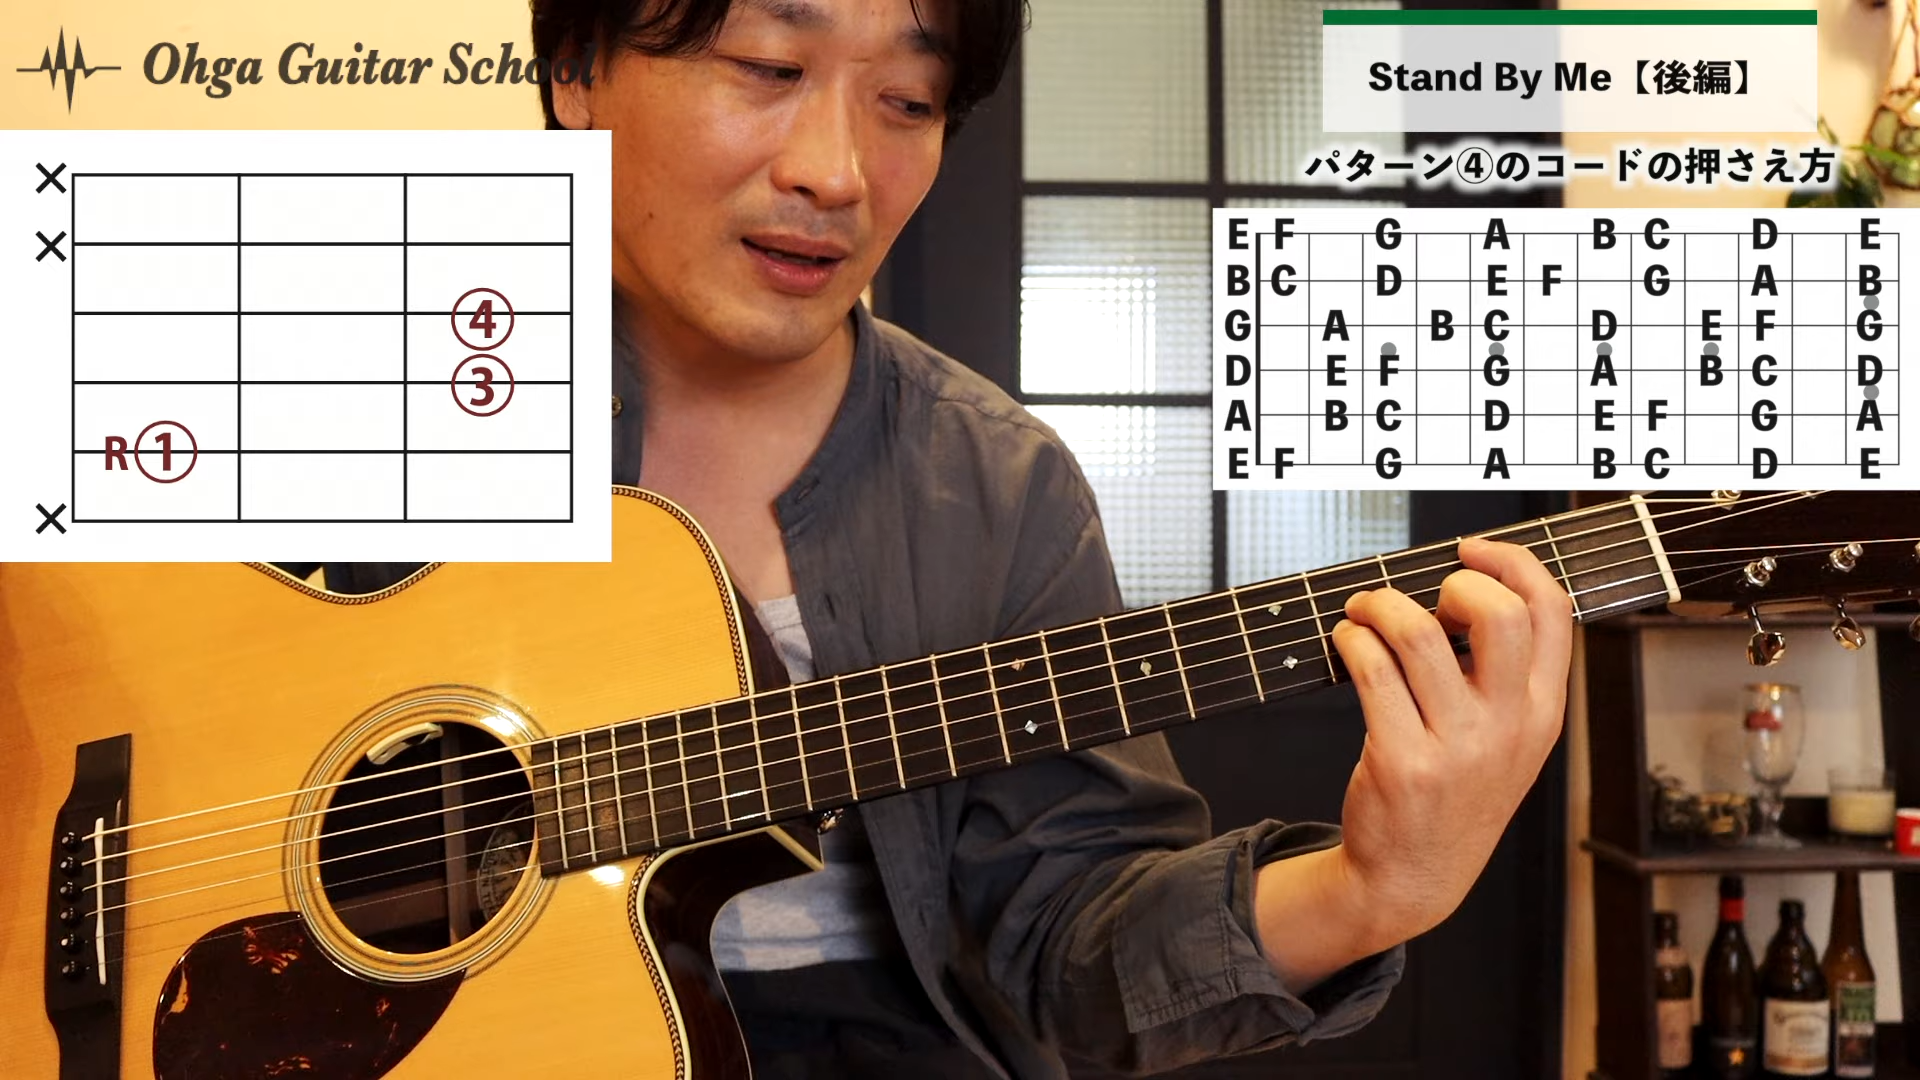 Ohga Guitar School
Stand By Me【後編】
パターン④のコードの押さえ方
×
×
④
③
R①
×
E F G A B C D E
B C D E F G A B
G A B C D E F G
D E F G A B C D
A B C D E F G A
E F G A B C D E